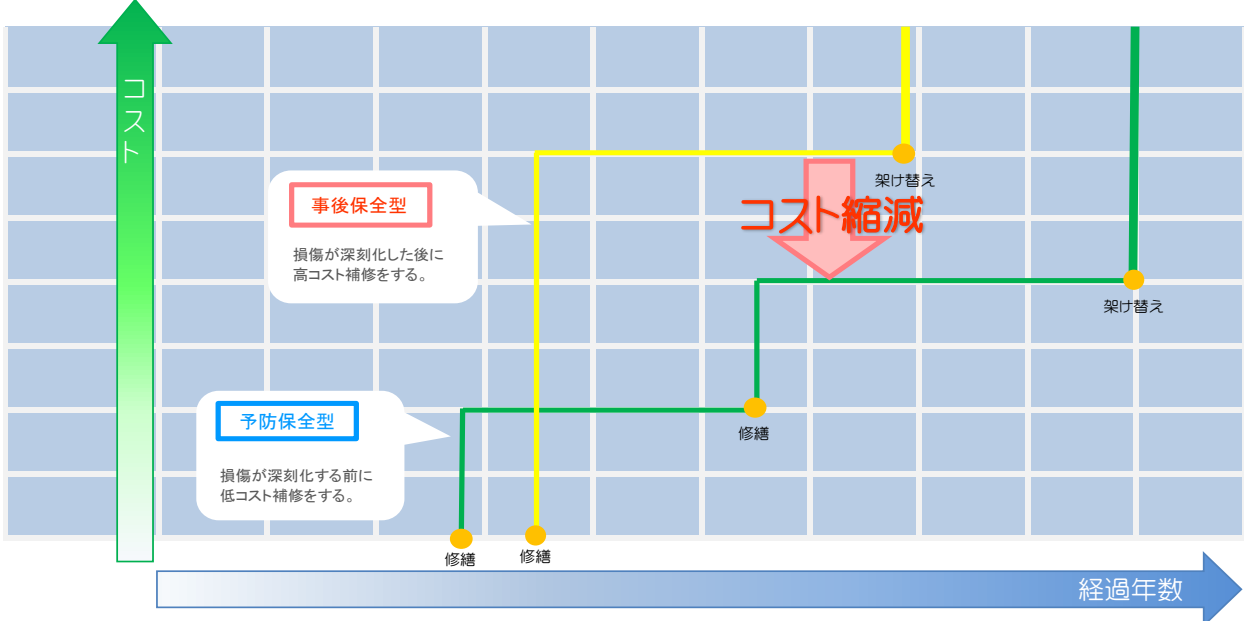 コスト
架け替え
コスト縮減
事後保全型
損傷が深刻化した後に
高コスト補修をする。
架け替え
予防保全型
損傷が深刻化する前に
低コスト補修をする。
修繕
修繕
修繕
経過年数